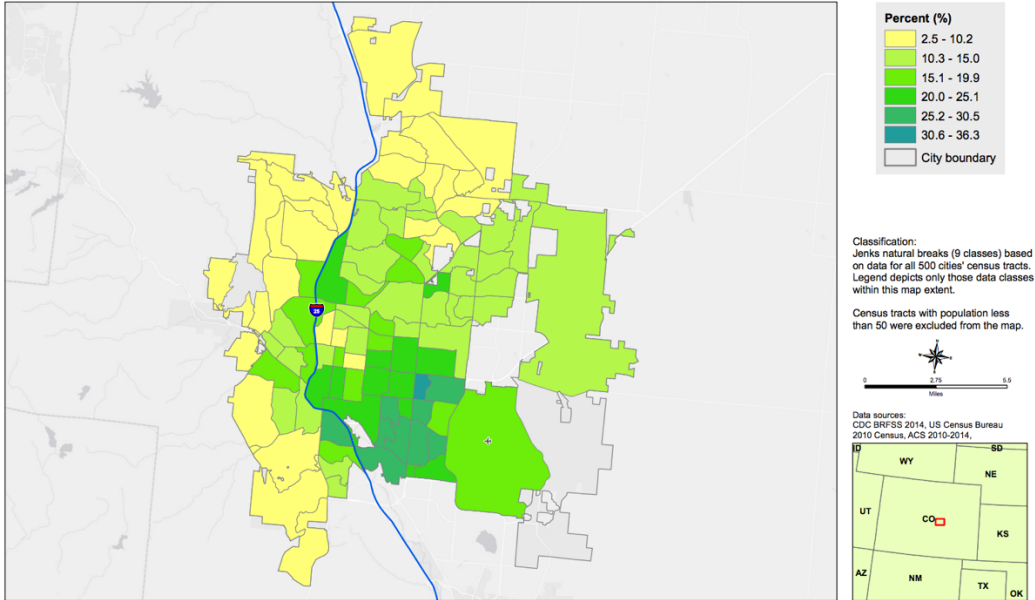 Percent (%)
2.5 - 10.2
10.3 - 15.0
15.1 - 19.9
20.0 - 25.1
25.2 - 30.5
30.6 - 36.3
City boundary
25
Classification:
Jenks natural breaks (9 classes) based
on data for all 500 cities' census tracts.
Legend depicts only those data classes
within this map extent.
Census tracts with population less
than 50 were excluded from the map.
0 2.75 5.5
Miles
Data sources:
CDC BRFSS 2014, US Census Bureau
2010 Census, ACS 2010-2014,
ID SD
WY
NE
UT
CO
KS
AZ
NM
TX
OK